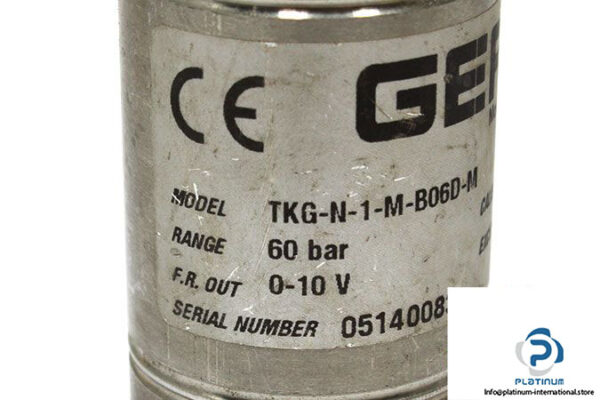 CE GEF
MODEL TKG-N-1-M-B06D-M
RANGE 60 bar
F.R. OUT 0-10 V
SERIAL NUMBER 0514008
PLATINUM
Info@platinum-international.store